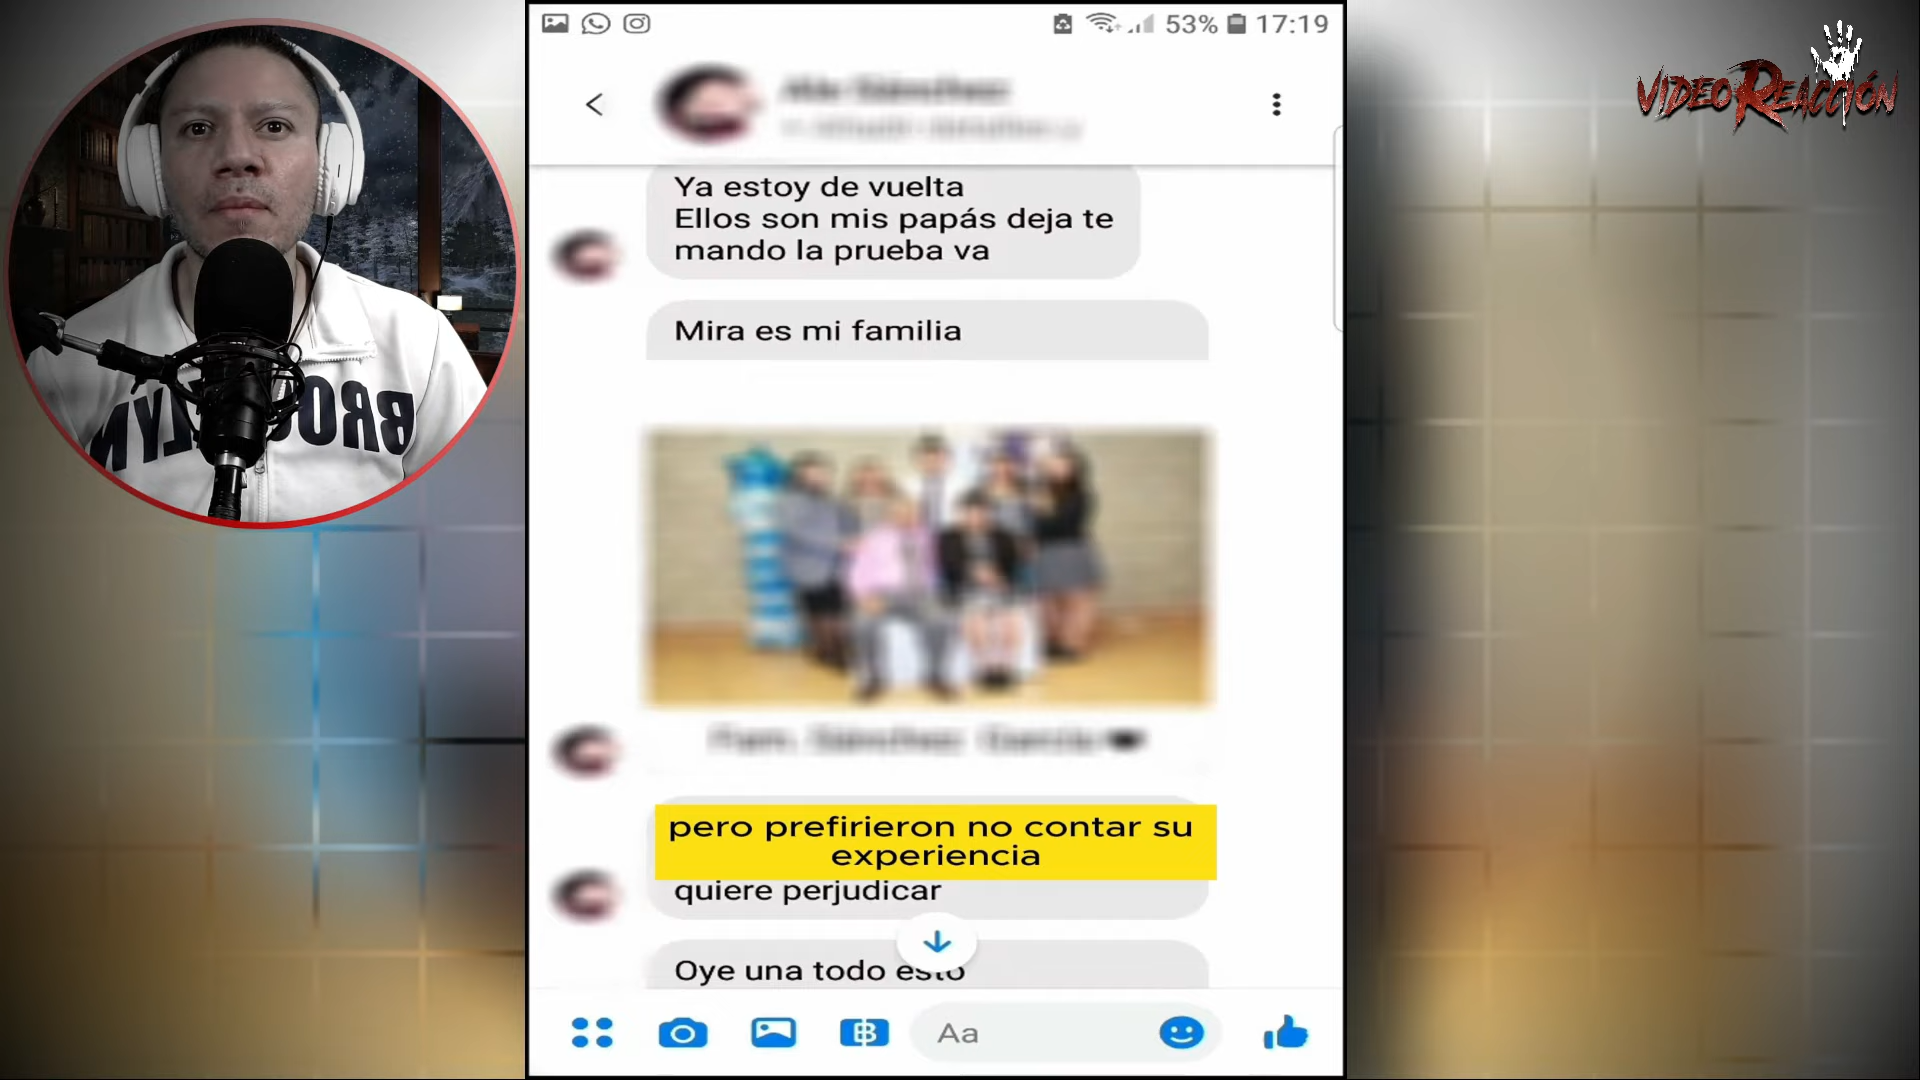 53% 17:19
VIDEO REACCIÓN
Ya estoy de vuelta
Ellos son mis papás deja te
mando la prueba va
Mira es mi familia
pero prefirieron no contar su
experiencia
quiere perjudicar
Oye una todo esto
Aa